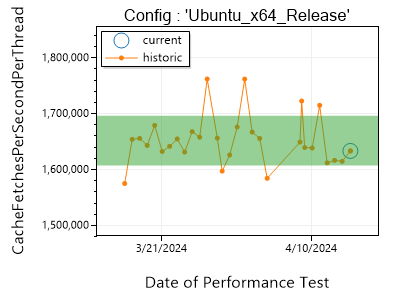 Config : 'Ubuntu_x64_Release'
CacheFetchesPerSecondPerThread
current
historic
1,800,000
1,700,000
1,600,000
1,500,000
3/21/2024
4/10/2024
Date of Performance Test